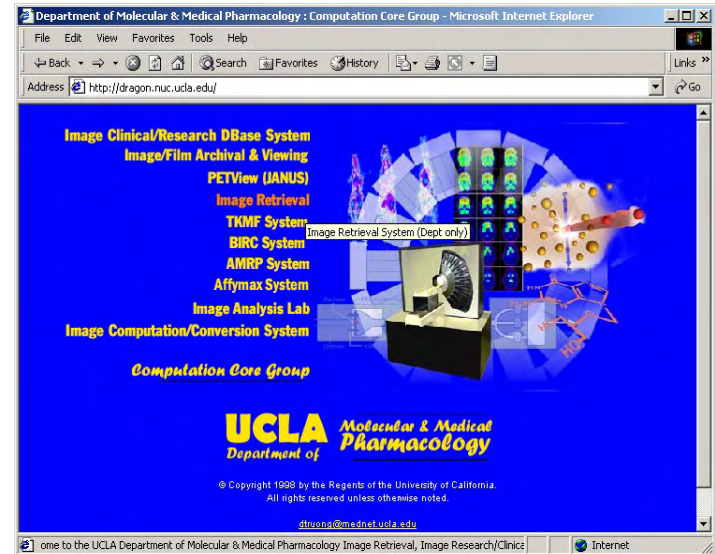 Department of Molecular & Medical Pharmacology : Computation Core Group - Microsoft Internet Explorer
File Edit View Favorites Tools Help
Back Search Favorites History Links »
Address http://dragon.nuc.ucla.edu/ Go
Image Clinical/Research DBase System
Image/Film Archival & Viewing
PETView (JANUS)
Image Retrieval
TKMF System
Image Retrieval System (Dept only)
BIRC System
AMRP System
Affymax System
Image Analysis Lab
Image Computation/Conversion System
HO
OH
Computation Core Group
UCLA Molecular & Medical
Department of Pharmacology
© Copyright 1998 by the Regents of the University of California.
All rights reserved unless otherwise noted.
dtruong@mednet.ucla.edu
ome to the UCLA Department of Molecular & Medical Pharmacology Image Retrieval, Image Research/Clinica Internet